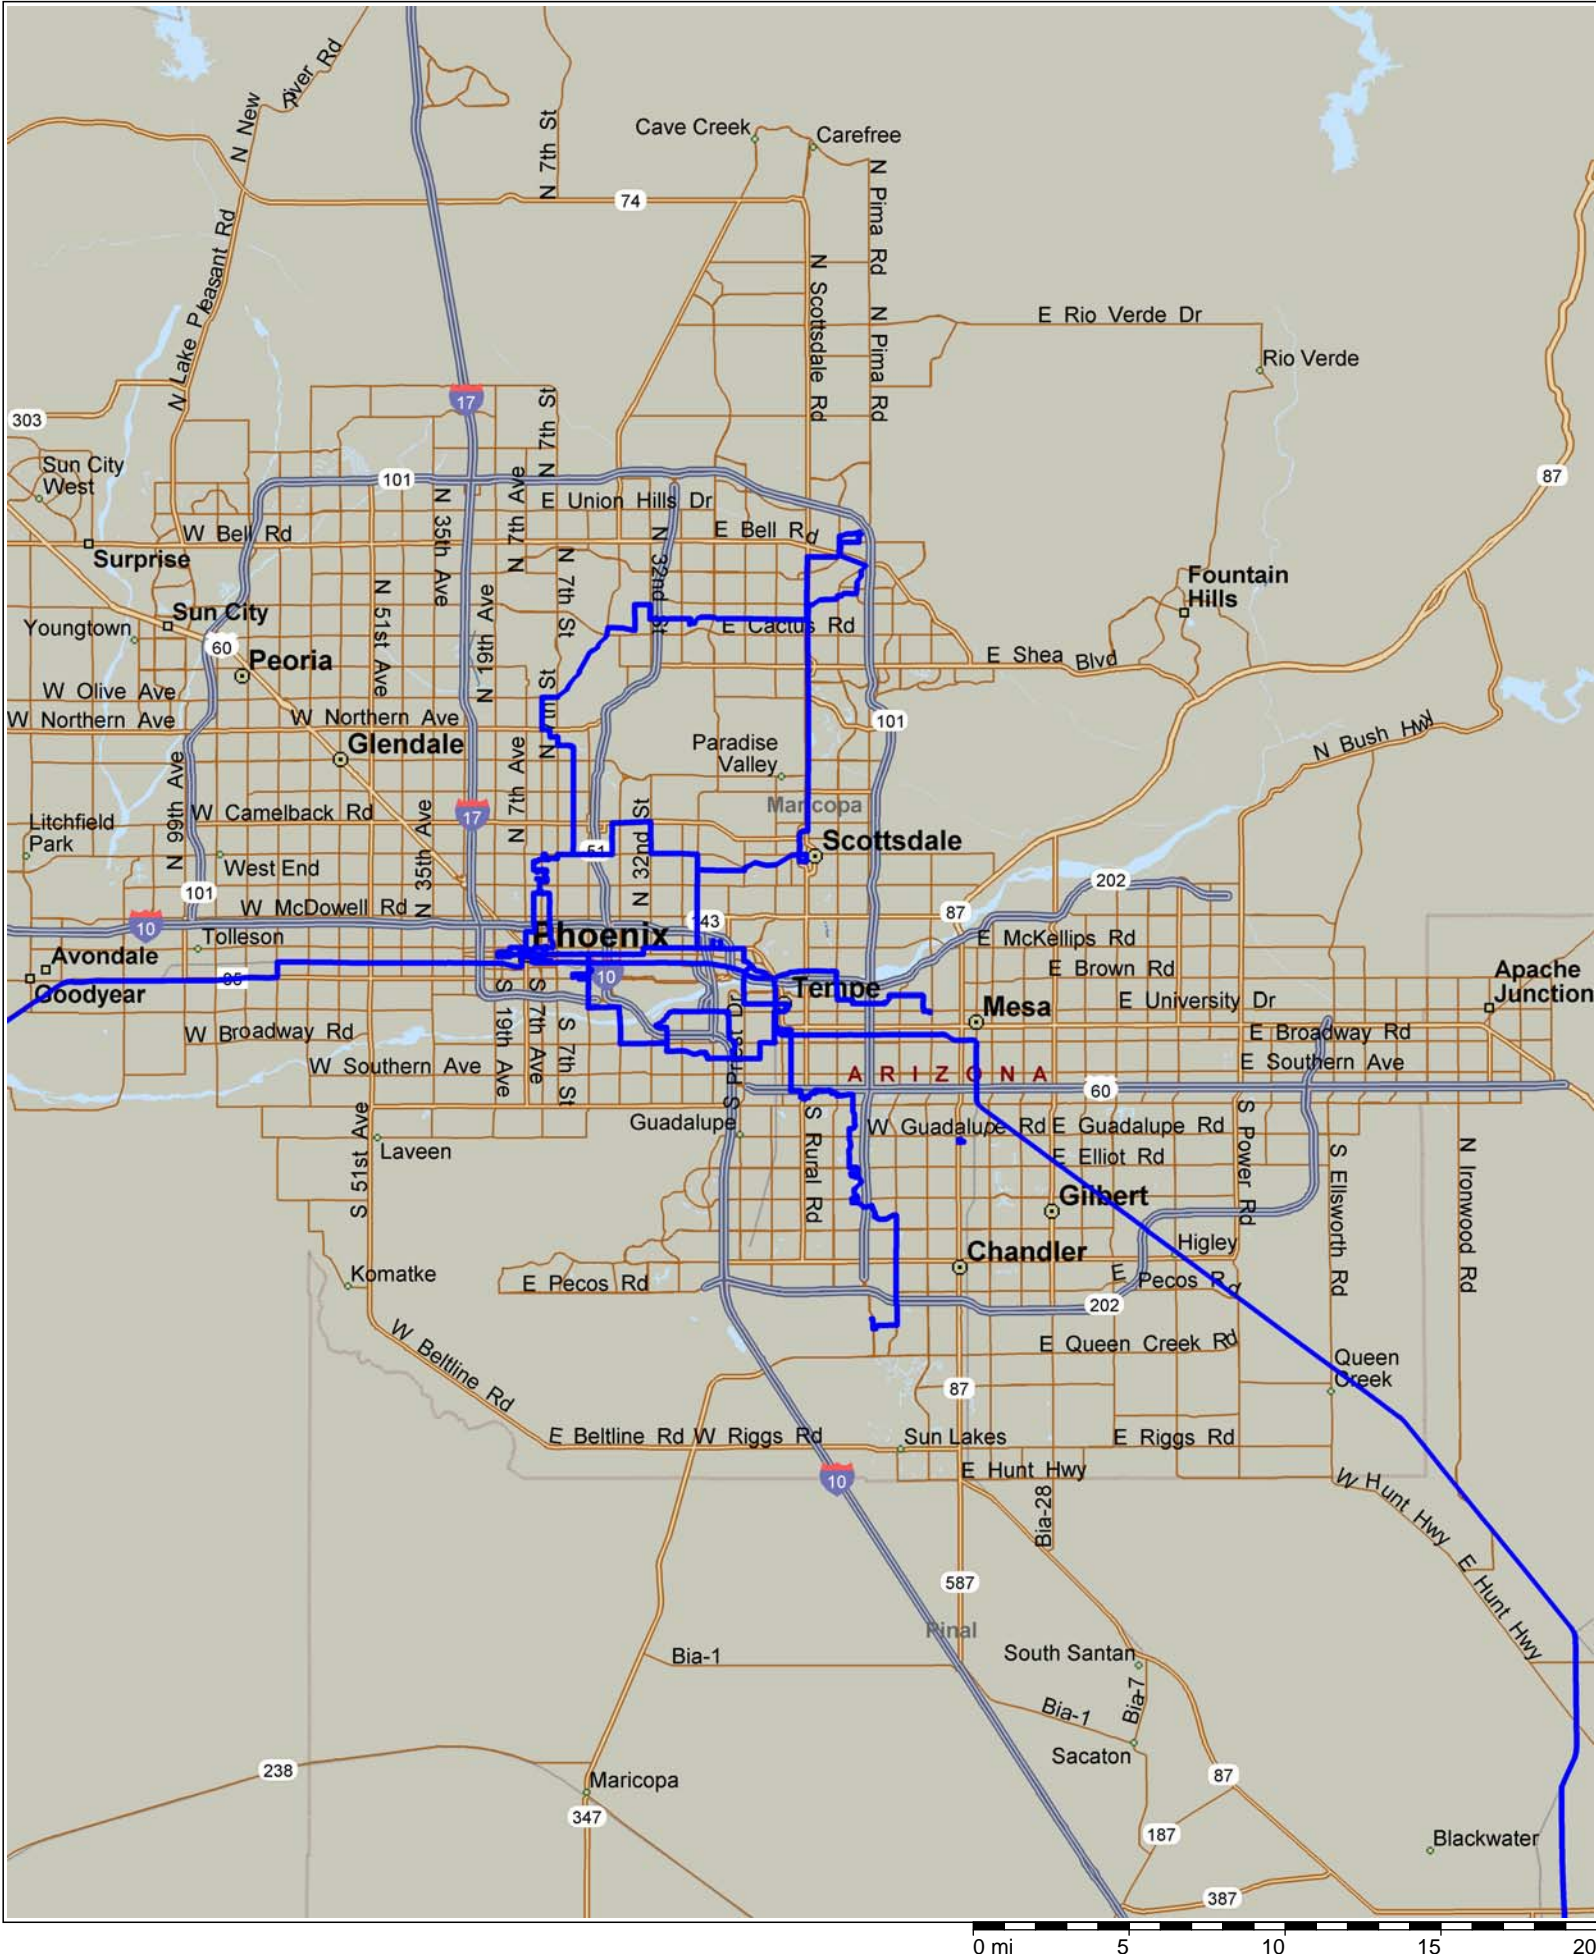 N New River Rd
N 7th St
Cave Creek
Carefree
N Pima Rd
74
N Lake Pleasant Rd
N Scottsdale Rd
N Pima Rd
E Rio Verde Dr
Rio Verde
17
N 7th St
303
Sun City
West
101
N 35th Ave
N 7th Ave
N
E Union Hills Dr
87
W Bell Rd
E Bell Rd
N 32nd St
Surprise
N 51st Ave
N 19th Ave
N 7th St
Fountain
Hills
Sun City
Youngtown
60
E Cactus Rd
Peoria
E Shea Blvd
W Olive Ave
W Northern Ave
W Northern Ave
101
N Bush Hwy
Glendale
N 7th Ave
N
Paradise
Valley
N 99th Ave
W Camelback Rd
N 35th Ave
17
N 32nd St
Maricopa
Litchfield
Park
51
Scottsdale
West End
101
202
W McDowell Rd
143
87
10
Tolleson
Phoenix
E McKellips Rd
Avondale
E Brown Rd
Apache
Junction
85
10
Goodyear
Tempe
E University Dr
Mesa
S 19th Ave
S 7th Ave
S 7th St
S Priest Dr
W Broadway Rd
E Broadway Rd
W Southern Ave
E Southern Ave
ARIZONA
60
S 51st Ave
Guadalupe
W Guadalupe Rd
E Guadalupe Rd
Laveen
S Rural Rd
E Elliot Rd
S Power Rd
S Ellsworth Rd
N Ironwood Rd
Gilbert
Higley
Chandler
Komatke
E Pecos Rd
E Pecos Rd
202
W Beltline Rd
E Queen Creek Rd
Queen
Creek
87
E Beltline Rd
W Riggs Rd
Sun Lakes
E Riggs Rd
E Hunt Hwy
10
W Hunt Hwy
Bia-28
E Hunt Hwy
587
Pinal
Bia-1
South Santan
Bia-7
Bia-1
Sacaton
238
Maricopa
87
347
187
Blackwater
387
0 mi 5 10 15 20